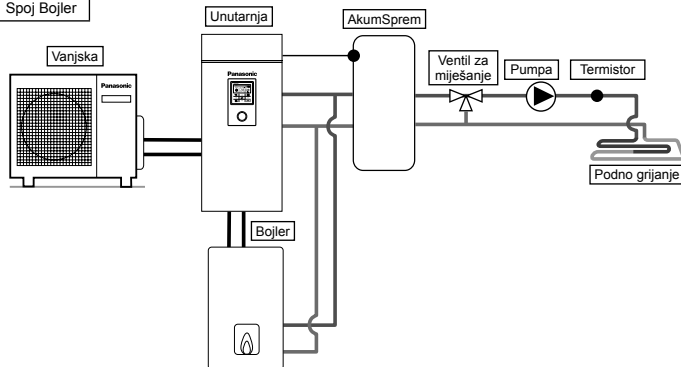 Spoj Bojler
Unutarnja
AkumSprem
Vanjska
Ventil za
miješanje
Pumpa
Termistor
Panasonic
Panasonic
Podno grijanje
Bojler